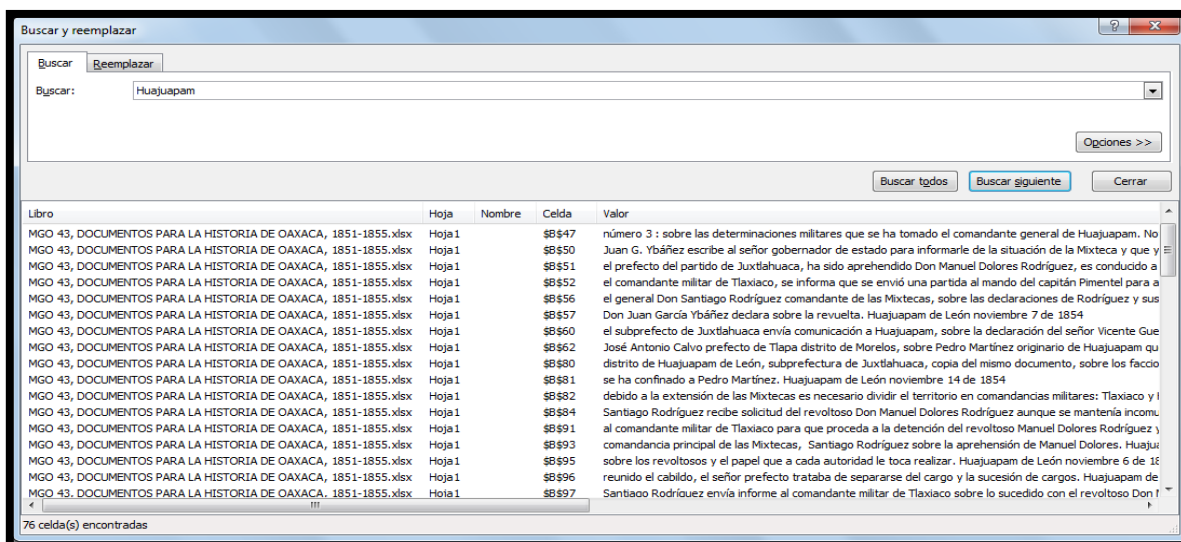 Buscar y reemplazar
Buscar Reemplazar
Buscar: Huajuapam
Opciones >>
Buscar todos Buscar siguiente Cerrar
Libro Hoja Nombre Celda Valor
MGO 43, DOCUMENTOS PARA LA HISTORIA DE OAXACA, 1851-1855.xlsx Hoja1 $B$47 número 3 : sobre las determinaciones militares que se ha tomado el comandante general de Huajuapam. No
MGO 43, DOCUMENTOS PARA LA HISTORIA DE OAXACA, 1851-1855.xlsx Hoja1 $B$50 Juan G. Ybáñez escribe al señor gobernador de estado para informarle de la situación de la Mixteca y que y
MGO 43, DOCUMENTOS PARA LA HISTORIA DE OAXACA, 1851-1855.xlsx Hoja1 $B$51 el prefecto del partido de Juxtlahuaca, ha sido aprehendido Don Manuel Dolores Rodríguez, es conducido a
MGO 43, DOCUMENTOS PARA LA HISTORIA DE OAXACA, 1851-1855.xlsx Hoja1 $B$52 el comandante militar de Tlaxiaco, se informa que se envió una partida al mando del capitán Pimentel para a
MGO 43, DOCUMENTOS PARA LA HISTORIA DE OAXACA, 1851-1855.xlsx Hoja1 $B$56 el general Don Santiago Rodríguez comandante de las Mixtecas, sobre las declaraciones de Rodríguez y sus
MGO 43, DOCUMENTOS PARA LA HISTORIA DE OAXACA, 1851-1855.xlsx Hoja1 $B$57 Don Juan García Ybáñez declara sobre la revuelta. Huajuapam de León noviembre 7 de 1854
MGO 43, DOCUMENTOS PARA LA HISTORIA DE OAXACA, 1851-1855.xlsx Hoja1 $B$60 el subprefecto de Juxtlahuaca envía comunicación a Huajuapam, sobre la declaración del señor Vicente Gue
MGO 43, DOCUMENTOS PARA LA HISTORIA DE OAXACA, 1851-1855.xlsx Hoja1 $B$62 José Antonio Calvo prefecto de Tlapa distrito de Morelos, sobre Pedro Martínez originario de Huajuapam qu
MGO 43, DOCUMENTOS PARA LA HISTORIA DE OAXACA, 1851-1855.xlsx Hoja1 $B$80 distrito de Huajuapam de León, subprefectura de Juxtlahuaca, copia del mismo documento, sobre los faccio
MGO 43, DOCUMENTOS PARA LA HISTORIA DE OAXACA, 1851-1855.xlsx Hoja1 $B$81 se ha confinado a Pedro Martínez. Huajuapam de León noviembre 14 de 1854
MGO 43, DOCUMENTOS PARA LA HISTORIA DE OAXACA, 1851-1855.xlsx Hoja1 $B$82 debido a la extensión de las Mixtecas es necesario dividir el territorio en comandancias militares: Tlaxiaco y
MGO 43, DOCUMENTOS PARA LA HISTORIA DE OAXACA, 1851-1855.xlsx Hoja1 $B$84 Santiago Rodríguez recibe solicitud del revoltoso Don Manuel Dolores Rodríguez aunque se mantenía incomu
MGO 43, DOCUMENTOS PARA LA HISTORIA DE OAXACA, 1851-1855.xlsx Hoja1 $B$91 al comandante militar de Tlaxiaco para que proceda a la detención del revoltoso Manuel Dolores Rodríguez y
MGO 43, DOCUMENTOS PARA LA HISTORIA DE OAXACA, 1851-1855.xlsx Hoja1 $B$93 comandancia principal de las Mixtecas, Santiago Rodríguez sobre la aprehensión de Manuel Dolores. Huajua
MGO 43, DOCUMENTOS PARA LA HISTORIA DE OAXACA, 1851-1855.xlsx Hoja1 $B$95 sobre los revoltosos y el papel que a cada autoridad le toca realizar. Huajuapam de León noviembre 6 de 18
MGO 43, DOCUMENTOS PARA LA HISTORIA DE OAXACA, 1851-1855.xlsx Hoja1 $B$96 reunido el cabildo, el señor prefecto trataba de separarse del cargo y la sucesión de cargos. Huajuapam de
MGO 43, DOCUMENTOS PARA LA HISTORIA DE OAXACA, 1851-1855.xlsx Hoja1 $B$97 Santiago Rodríguez envía informe al comandante militar de Tlaxiaco sobre lo sucedido con el revoltoso Don
76 celda(s) encontradas